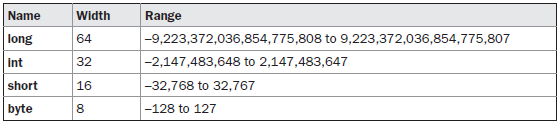 Name Width Range
long 64 –9,223,372,036,854,775,808 to 9,223,372,036,854,775,807
int 32 –2,147,483,648 to 2,147,483,647
short 16 –32,768 to 32,767
byte 8 –128 to 127